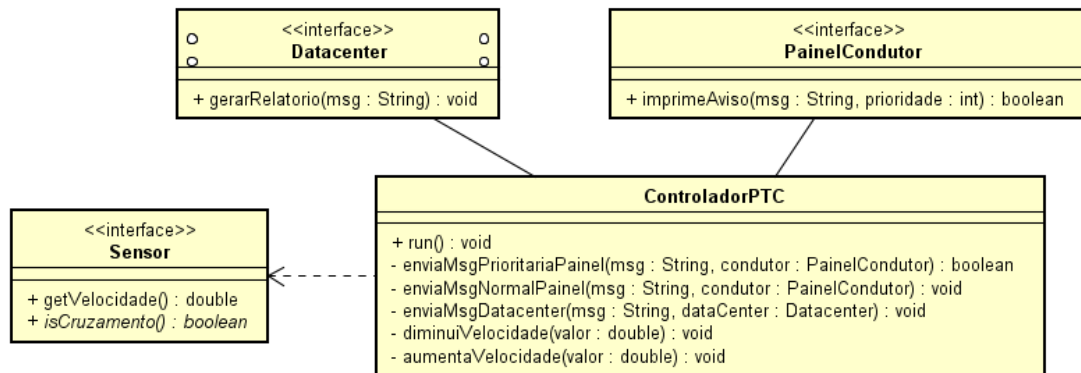 <<interface>>
Datacenter
+ gerarRelatorio(msg : String) : void
<<interface>>
PainelCondutor
+ imprimeAviso(msg : String, prioridade : int) : boolean
<<interface>>
Sensor
+ getVelocidade() : double
+ isCruzamento() : boolean
ControladorPTC
+ run() : void
- enviaMsgPrioritariaPainel(msg : String, condutor : PainelCondutor) : boolean
- enviaMsgNormalPainel(msg : String, condutor : PainelCondutor) : void
- enviaMsgDatacenter(msg : String, dataCenter : Datacenter) : void
- diminuiVelocidade(valor : double) : void
- aumentaVelocidade(valor : double) : void